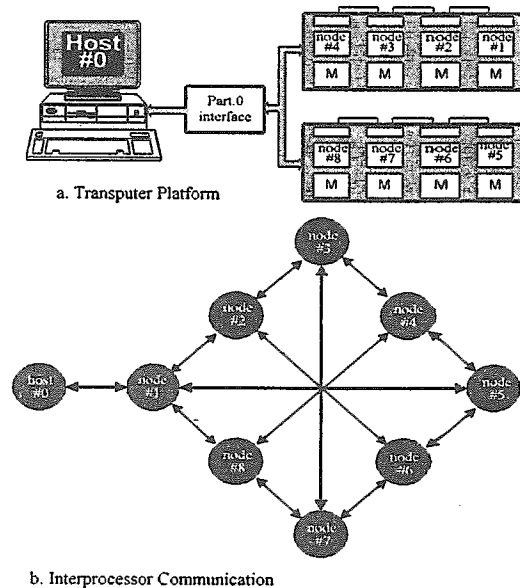 Host
#0
Part.0
interface
node
#4
node
#3
node
#2
node
#1
M
M
M
M
node
#8
node
#7
node
#6
node
#5
M
M
M
M
a. Transputer Platform
node
#3
node
#2
node
#4
host
#0
node
#1
node
#5
node
#8
node
#6
node
#7
b. Interprocessor Communication